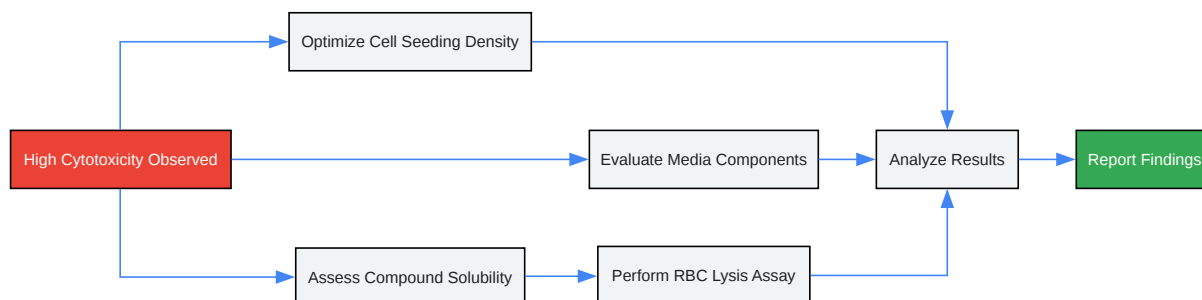 Optimize Cell Seeding Density
High Cytotoxicity Observed
Evaluate Media Components
Analyze Results
Report Findings
Assess Compound Solubility
Perform RBC Lysis Assay